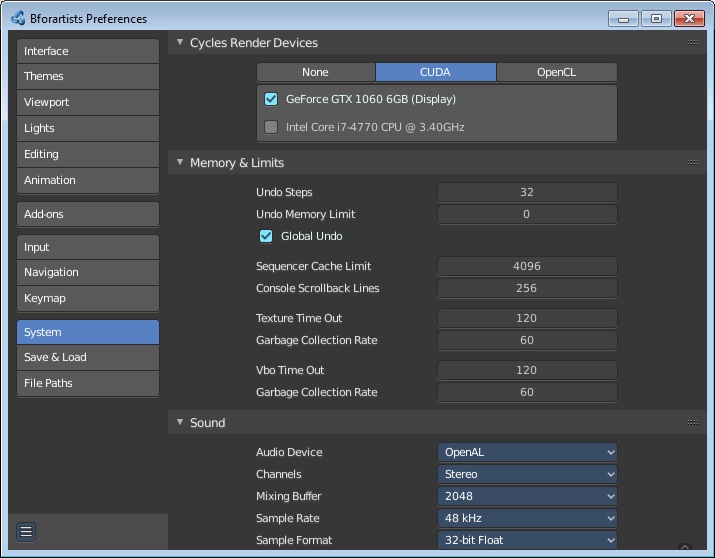 Bforartists Preferences
Interface
Themes
Viewport
Lights
Editing
Animation
Add-ons
Input
Navigation
Keymap
System
Save & Load
File Paths
Cycles Render Devices
None CUDA OpenCL
GeForce GTX 1060 6GB (Display)
Intel Core i7-4770 CPU @ 3.40GHz
Memory & Limits
Undo Steps 32
Undo Memory Limit 0
Global Undo
Sequencer Cache Limit 4096
Console Scrollback Lines 256
Texture Time Out 120
Garbage Collection Rate 60
Vbo Time Out 120
Garbage Collection Rate 60
Sound
Audio Device OpenAL
Channels Stereo
Mixing Buffer 2048
Sample Rate 48 kHz
Sample Format 32-bit Float